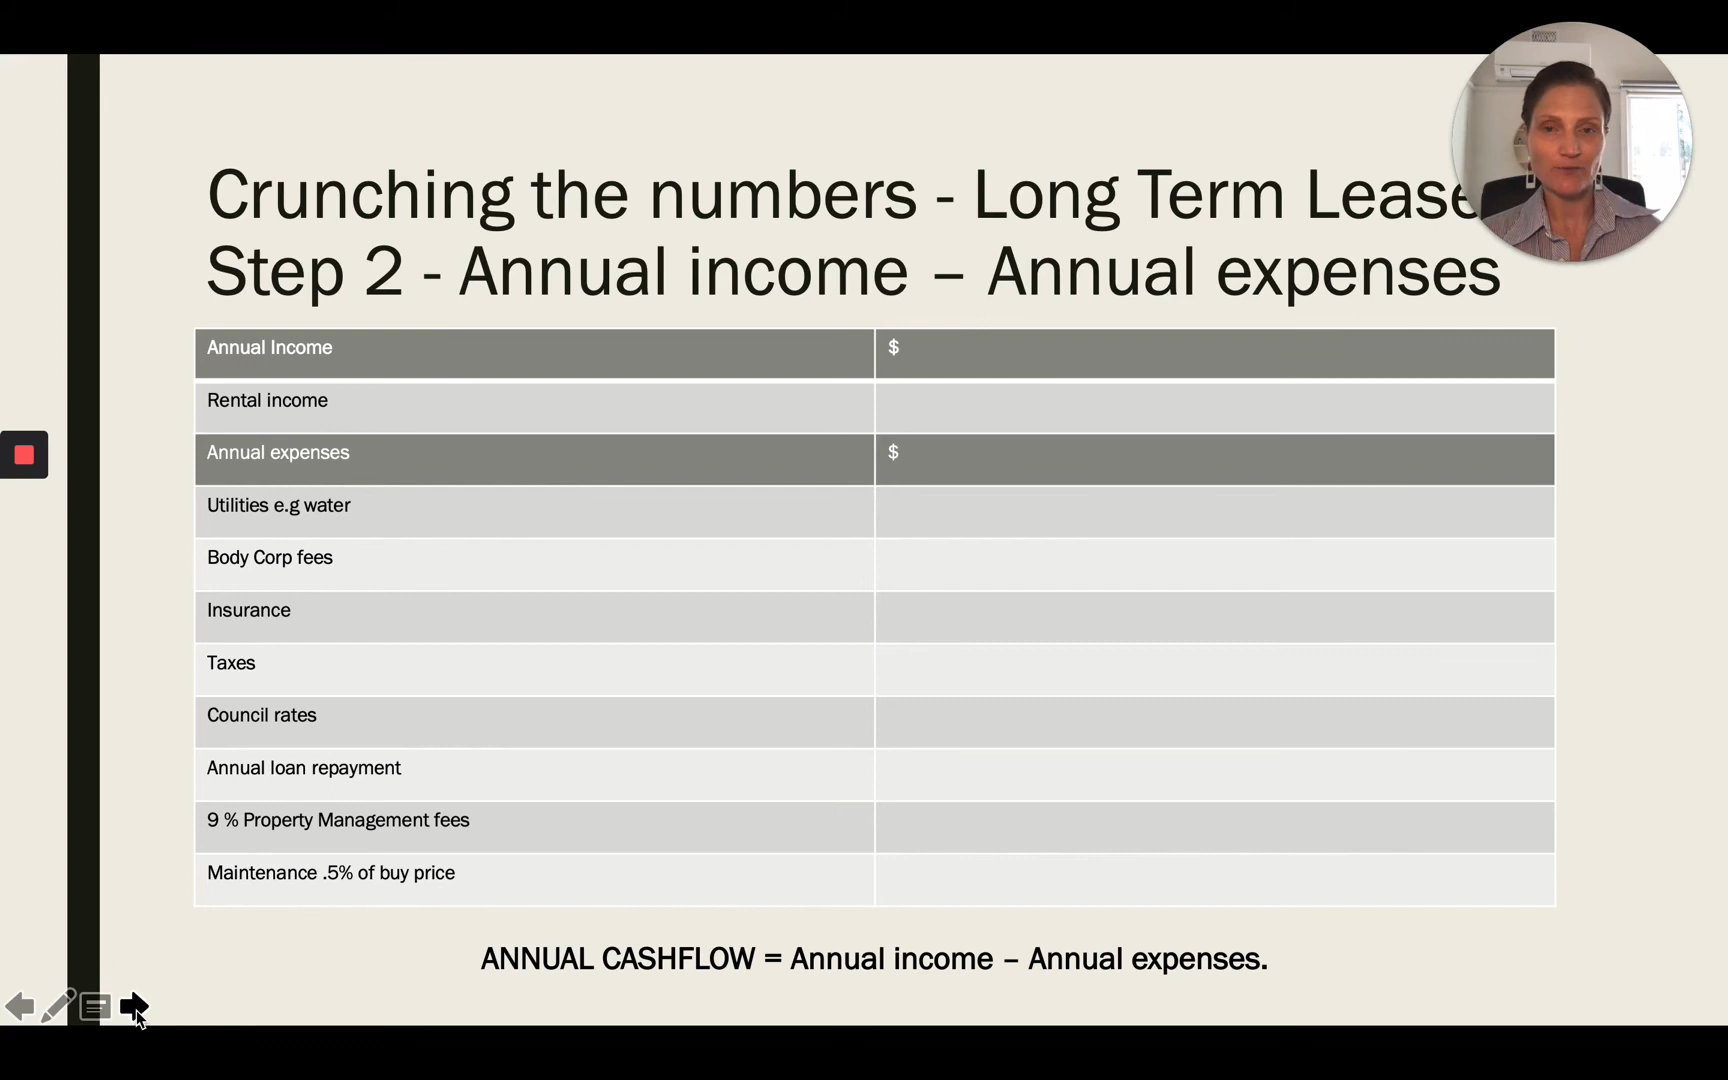 Crunching the numbers - Long Term Lease
Step 2 - Annual income – Annual expenses
Annual Income
$
Rental income
Annual expenses
$
Utilities e.g water
Body Corp fees
Insurance
Taxes
Council rates
Annual loan repayment
9 % Property Management fees
Maintenance .5% of buy price
ANNUAL CASHFLOW = Annual income – Annual expenses.